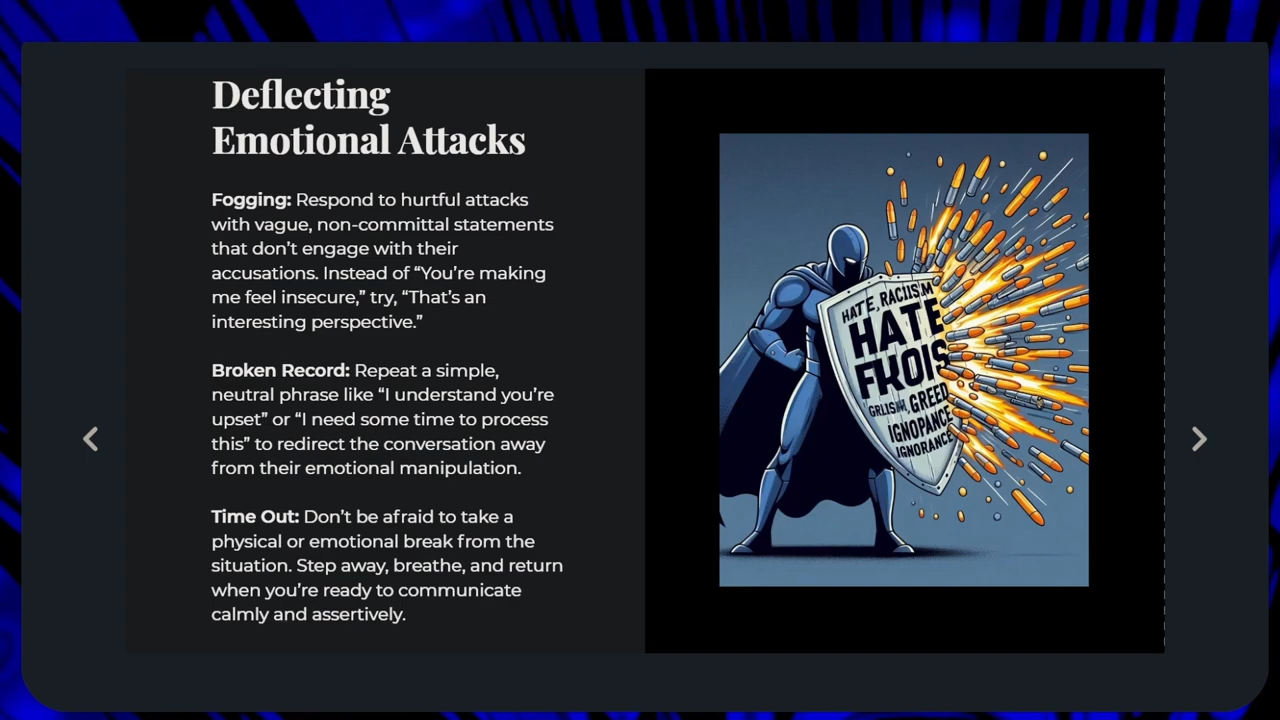 Deflecting
Emotional Attacks
Fogging: Respond to hurtful attacks
with vague, non-committal statements
that don’t engage with their
accusations. Instead of “You’re making
me feel insecure,” try, “That’s an
interesting perspective.”
Broken Record: Repeat a simple,
neutral phrase like “I understand you’re
upset” or “I need some time to process
this” to redirect the conversation away
from their emotional manipulation.
Time Out: Don’t be afraid to take a
physical or emotional break from the
situation. Step away, breathe, and return
when you’re ready to communicate
calmly and assertively.
HATE, RACIISM
HATE
FKOIS
GREED
IGNOPANCE
IGNORANCE